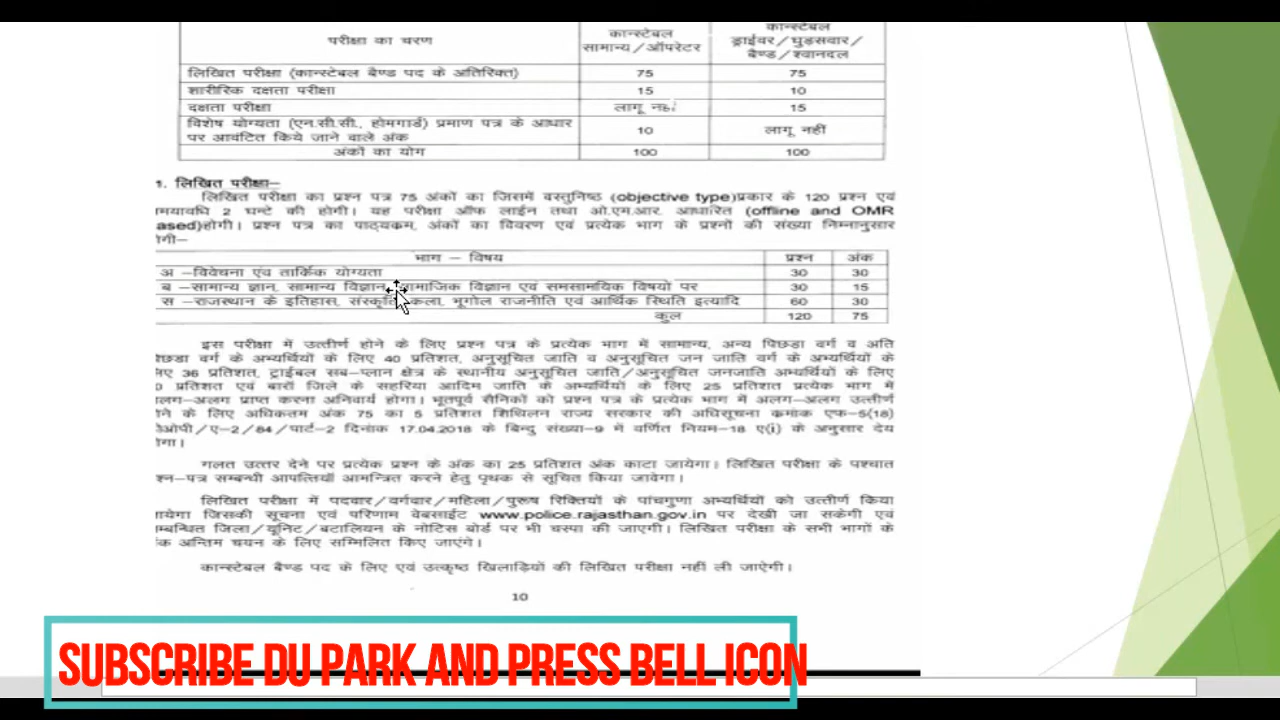 परीक्षा का चरण
कान्स्टेबल
सामान्य/ऑपरेटर
कान्स्टेबल
ड्राईवर/घुडसवार/
बैण्ड/श्वानदल
लिखित परीक्षा (कान्स्टेबल बैण्ड पद के अतिरिक्त) 75 75
शारीरिक दक्षता परीक्षा 15 10
दक्षता परीक्षा लागू 15
विशेष योग्यता (एन.सी.सी., होमगार्ड) प्रमाण पत्र के आधार
पर आवंटित किये जाने वाले अंक 10 लागू नहीं
अंकों का योग 100 100
1. लिखित परीक्षा–
लिखित परीक्षा का प्रश्न पत्र 75 अंकों का जिसमें वस्तुनिष्ठ (objective type)प्रकार के 120 प्रश्न एवं
मयावधि 2 घन्टे की होगी। यह परीक्षा ऑफ लाईन तथा ओ.एम.आर. आधारित (offline and OMR
ased)होगी। प्रश्न पत्र का पाठ्यक्रम, अंकों का विवरण एवं प्रत्येक भाग के प्रश्नों की संख्या निम्नानुसार
ोगी–
भाग – विषय प्रश्न अंक
अ –विवेचना एवं तार्किक योग्यता 30 30
ब –सामान्य ज्ञान, सामान्य विज्ञान, सामाजिक विज्ञान एवं समसामयिक विषयो पर 30 15
स –राजस्थान के इतिहास, संस्कृति कला, भूगोल राजनीति एवं आर्थिक स्थिति इत्यादि 60 30
कुल 120 75
इस परीक्षा में उत्तीर्ण होने के लिए प्रश्न पत्र के प्रत्येक भाग में सामान्य, अन्य पिछडा वर्ग व अति
िछडा वर्ग के अभ्यर्थियों के लिए 40 प्रतिशत, अनुसूचित जाति व अनुसूचित जन जाति वर्ग के अभ्यर्थियों के
िए 36 प्रतिशत, ट्राईबल सब–प्लान क्षेत्र के स्थानीय अनुसूचित जाति/अनुसूचित जनजाति अभ्यर्थियों के लिए
0 प्रतिशत एवं बारॉ जिले के सहरिया आदिम जाति के अभ्यर्थियों के लिए 25 प्रतिशत प्रत्येक भाग में
लग–अलग प्राप्त करना अनिवार्य होगा। भूतपूर्व सैनिकों को प्रश्न पत्र के प्रत्येक भाग में अलग–अलग उत्तीर्ण
ोने के लिए अधिकतम अंक 75 का 5 प्रतिशत शिथिलन राज्य सरकार की अधिसूचना क्रमांक एफ–5(18)
ीओपी/ए–2/84/पार्ट–2 दिनांक 17.04.2018 के बिन्दु संख्या–9 में वर्णित नियम–18 ए(i) के अनुसार देय
ोगा।
गलत उत्तर देने पर प्रत्येक प्रश्न के अंक का 25 प्रतिशत अंक काटा जायेगा। लिखित परीक्षा के पश्चात
श्न–पत्र सम्बन्धी आपत्तियॉ आमन्त्रित करने हेतु पृथक से सूचित किया जावेगा।
लिखित परीक्षा में पदवार/वर्गवार/महिला/पुरूष रिक्तियों के पांचगुणा अभ्यर्थियों को उत्तीर्ण किया
ायेगा जिसकी सूचना एवं परिणाम वेबसाईट www.police.rajasthan.gov.in पर देखी जा सकेगी एवं
म्बन्धित जिला/यूनिट/बटालियन के नोटिस बोर्ड पर भी चस्पा की जाएगी। लिखित परीक्षा के सभी भागों के
ंक अन्तिम चयन के लिए सम्मिलित किए जाएंगे।
कान्स्टेबल बैण्ड पद के लिए एवं उत्कृष्ठ खिलाड़ियों की लिखित परीक्षा नहीं ली जाऐगी।
10
SUBSCRIBE DU PARK AND PRESS BELL ICON